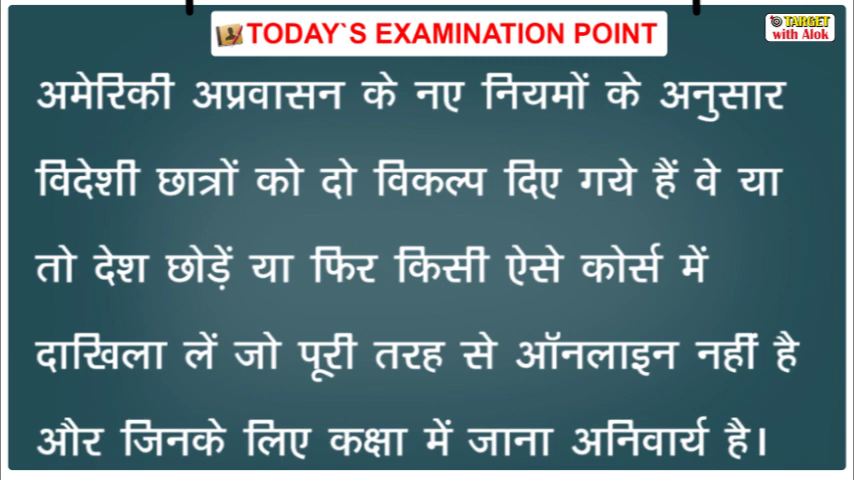 TODAY`S EXAMINATION POINT
TARGET
with Alok
अमेरिकी अप्रवासन के नए नियमों के अनुसार
विदेशी छात्रों को दो विकल्प दिए गये हैं वे या
तो देश छोड़ें या फिर किसी ऐसे कोर्स में
दाखिला लें जो पूरी तरह से ऑनलाइन नहीं है
और जिनके लिए कक्षा में जाना अनिवार्य है।